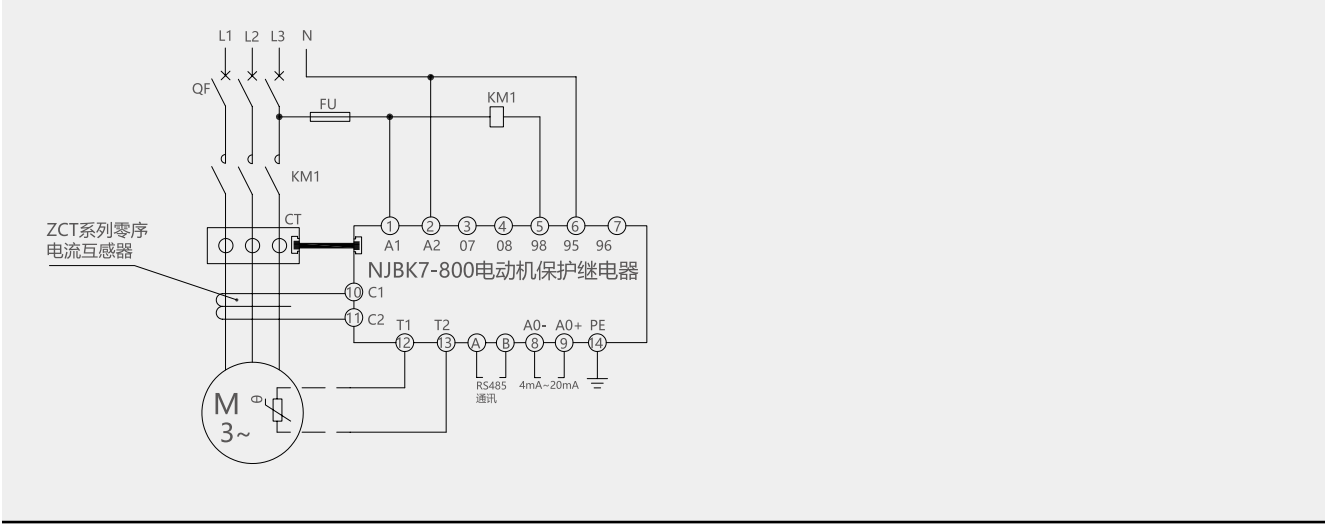 L1 L2 L3 N
QF
FU
KM1
KM1
CT
ZCT系列零序
电流互感器
1 2 3 4 5 6 7
A1 A2 07 08 98 95 96
NJBK7-800电动机保护继电器
10 C1
11 C2
T1 T2 A0- A0+ PE
12 13 A B 8 9 14
RS485 4mA~20mA
通讯
M θ
3~